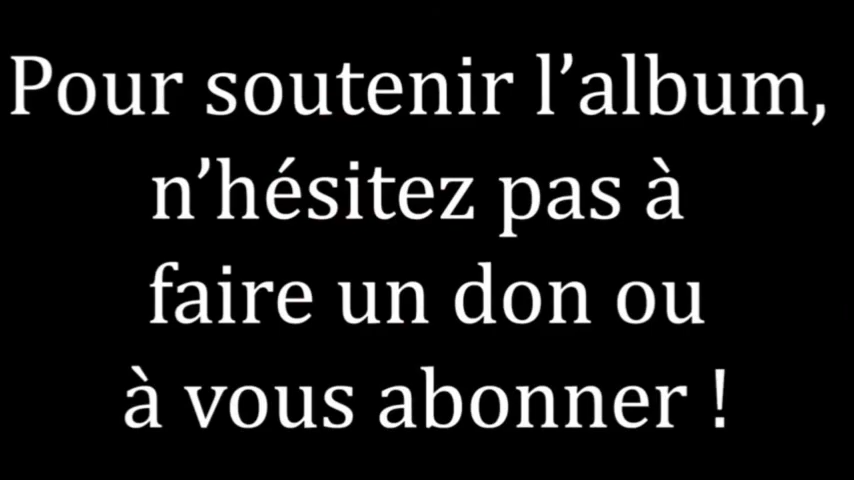 Pour soutenir l’album,
n’hésitez pas à
faire un don ou
à vous abonner !